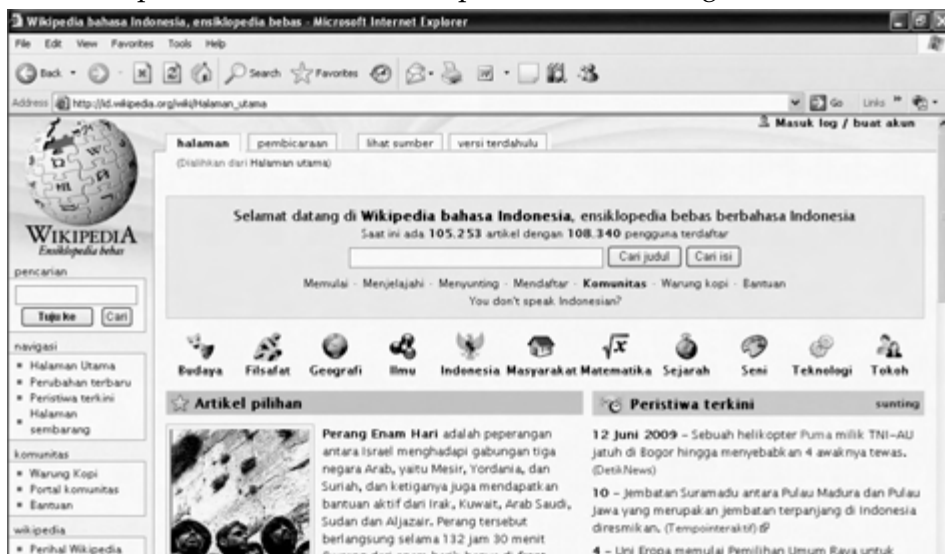 Wikipedia bahasa Indonesia, ensiklopedia bebas - Microsoft Internet Explorer
File Edit View Favorites Tools Help
Back Search Favorites
Address http://id.wikipedia.org/wiki/Halaman_utama Go Links
Masuk log / buat akun
halaman pembicaraan lihat sumber versi terdahulu
(Dialihkan dari Halaman utama)
Selamat datang di Wikipedia bahasa Indonesia, ensiklopedia bebas berbahasa Indonesia
Saat ini ada 105.253 artikel dengan 108.340 pengguna terdaftar
Cari judul Cari isi
Memulai - Menjelajahi - Menyunting - Mendaftar - Komunitas - Warung kopi - Bantuan
You don't speak Indonesian?
WIKIPEDIA
Ensiklopedia bebas
pencarian
Tuju ke Cari
navigasi
Halaman Utama
Perubahan terbaru
Peristiwa terkini
Halaman
sembarang
komunitas
Warung Kopi
Portal komunitas
Bantuan
wikipedia
Perihal Wikipedia
Budaya Filsafat Geografi Ilmu Indonesia Masyarakat Matematika Sejarah Seni Teknologi Tokoh
Artikel pilihan
Perang Enam Hari adalah peperangan
antara Israel menghadapi gabungan tiga
negara Arab, yaitu Mesir, Yordania, dan
Suriah, dan ketiganya juga mendapatkan
bantuan aktif dari Irak, Kuwait, Arab Saudi,
Sudan dan Aljazair. Perang tersebut
berlangsung selama 132 jam 30 menit
Peristiwa terkini sunting
12 Juni 2009 – Sebuah helikopter Puma milik TNI-AU
jatuh di Bogor hingga menyebabkan 4 awaknya tewas.
(DetikNews)
10 – Jembatan Suramadu antara Pulau Madura dan Pulau
Jawa yang merupakan jembatan terpanjang di Indonesia
diresmikan. (Tempointeraktif)
4 – Uni Eropa memulai Pemilihan Umum Raya untuk